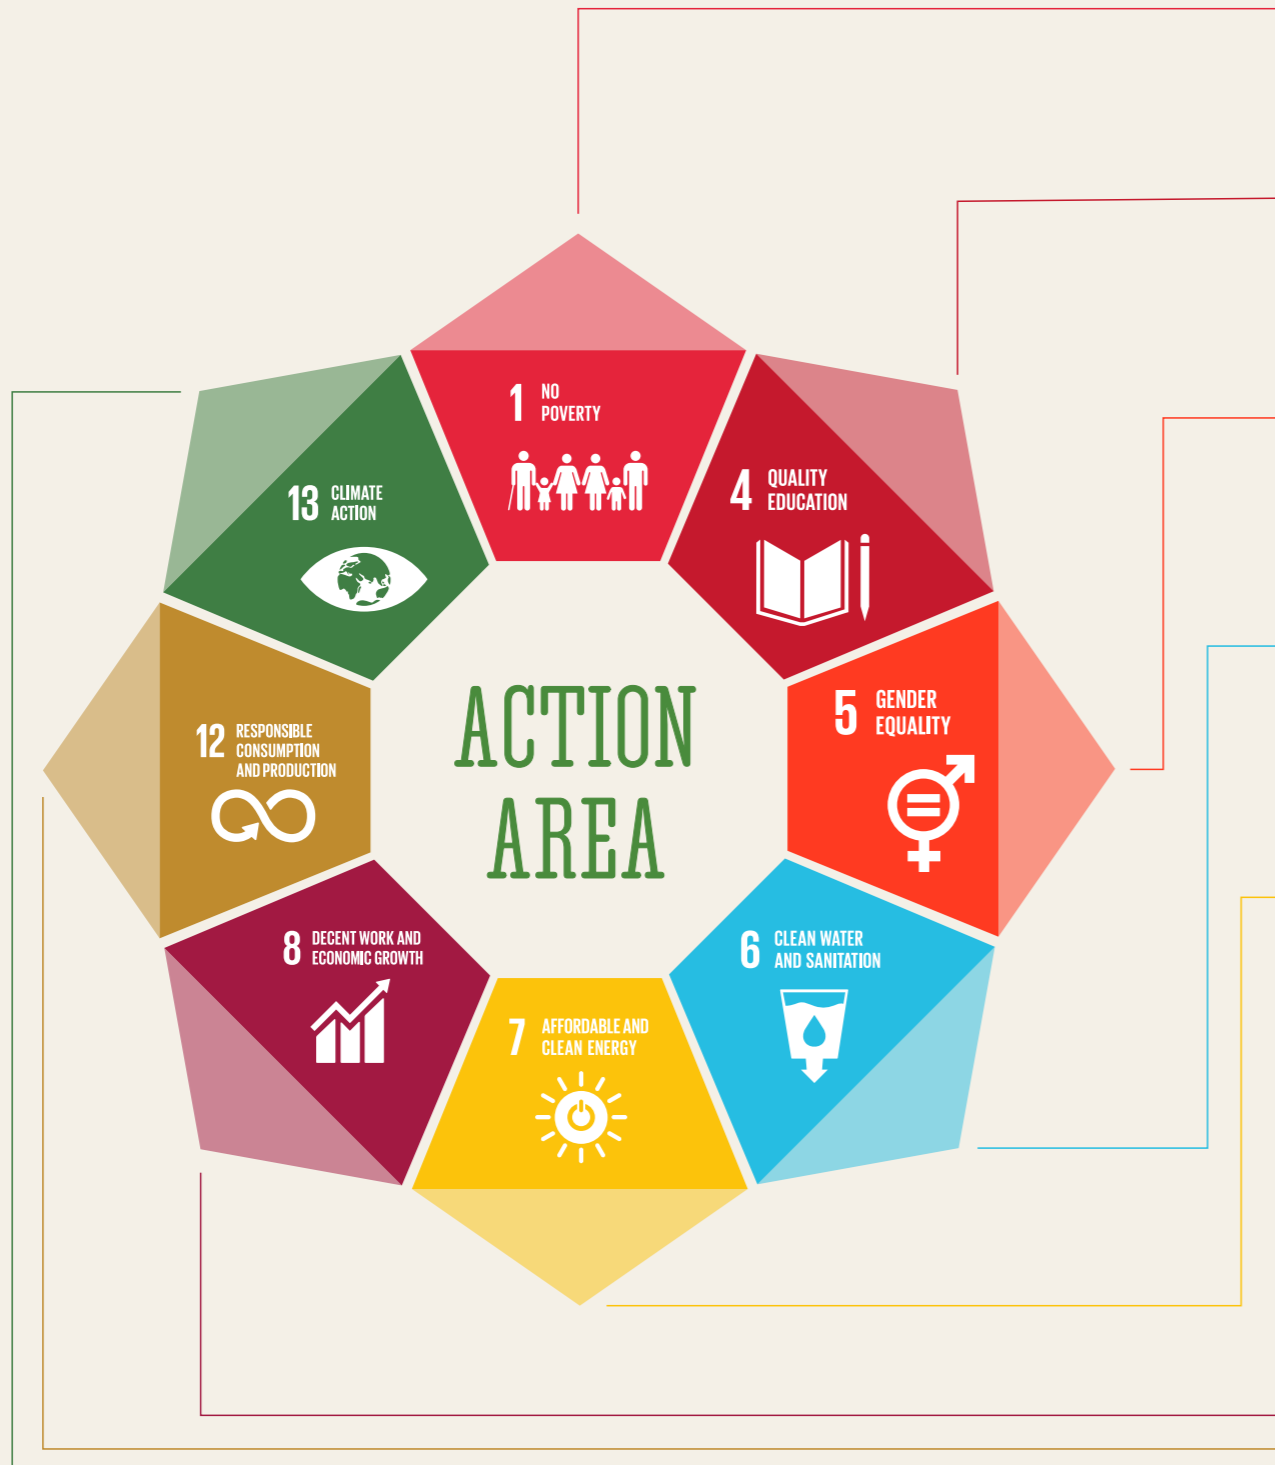 1 NO
POVERTY
4 QUALITY
EDUCATION
13 CLIMATE
ACTION
5 GENDER
EQUALITY
12 RESPONSIBLE
CONSUMPTION
AND PRODUCTION
ACTION
AREA
8 DECENT WORK AND
ECONOMIC GROWTH
6 CLEAN WATER
AND SANITATION
7 AFFORDABLE AND
CLEAN ENERGY